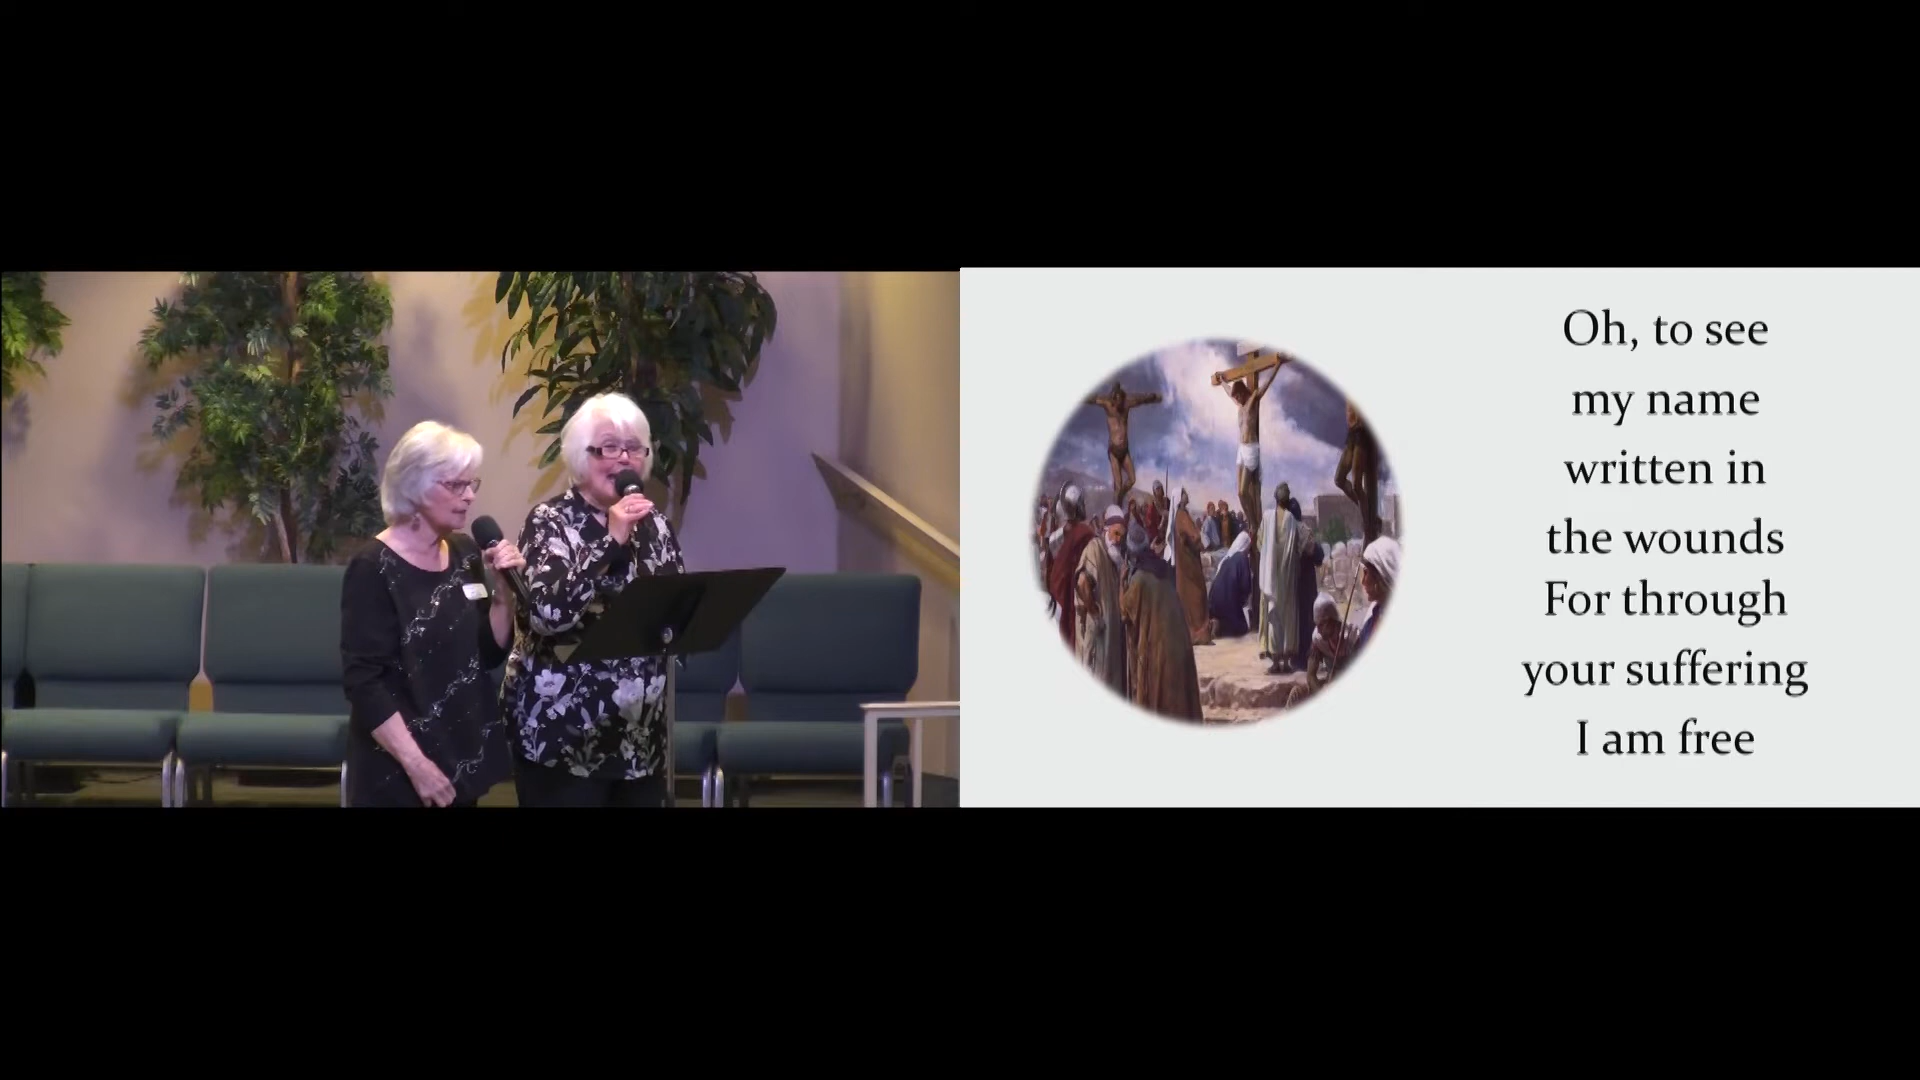 Oh, to see
my name
written in
the wounds
For through
your suffering
I am free